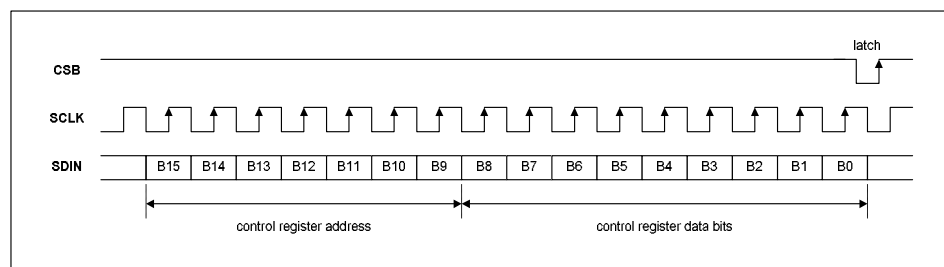 latch
CSB
SCLK
SDIN B15 B14 B13 B12 B11 B10 B9 B8 B7 B6 B5 B4 B3 B2 B1 B0
control register address control register data bits